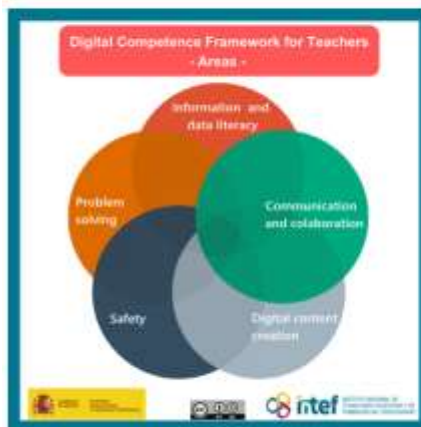 Digital Competence Framework for Teachers
- Areas -
Information and
data literacy
Problem
solving
Communication
and colaboration
Safety
Digital content
creation
intef